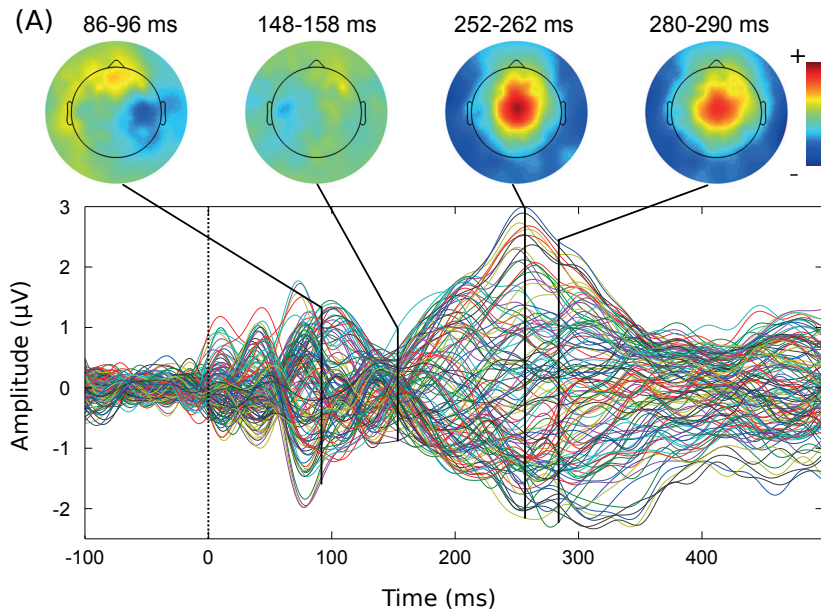 (A)
86-96 ms
148-158 ms
252-262 ms
280-290 ms
+
-
3
2
1
0
-1
-2
Amplitude (µV)
-100
0
100
200
300
400
Time (ms)